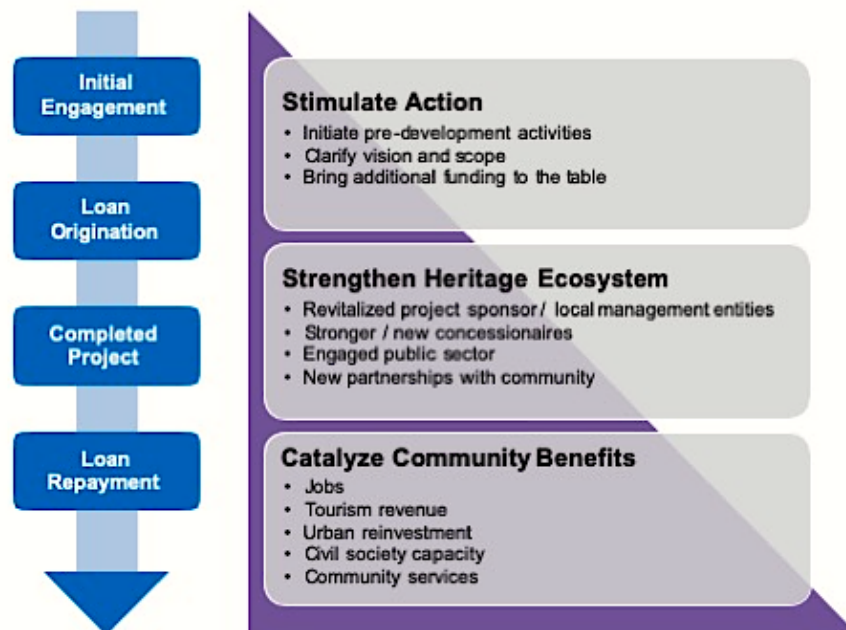 Initial
Engagement
Loan
Origination
Completed
Project
Loan
Repayment
Stimulate Action
• Initiate pre-development activities
• Clarify vision and scope
• Bring additional funding to the table
Strengthen Heritage Ecosystem
• Revitalized project sponsor / local management entities
• Stronger / new concessionaires
• Engaged public sector
• New partnerships with community
Catalyze Community Benefits
• Jobs
• Tourism revenue
• Urban reinvestment
• Civil society capacity
• Community services